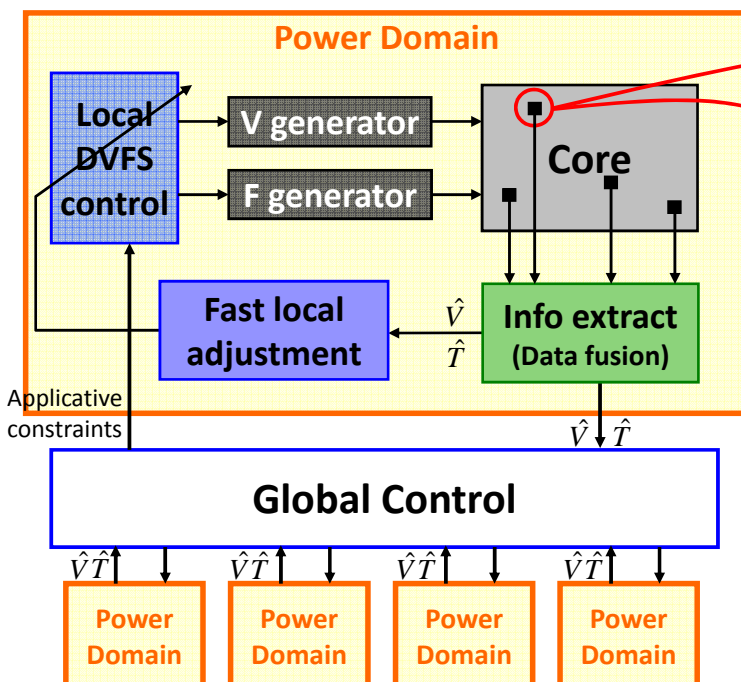 Power Domain
Local
DVFS
control
V generator
F generator
Core
Fast local
adjustment
V̂
T̂
Info extract
(Data fusion)
Applicative
constraints
V̂ T̂
Global Control
V̂T̂
V̂T̂
V̂T̂
V̂T̂
Power
Domain
Power
Domain
Power
Domain
Power
Domain